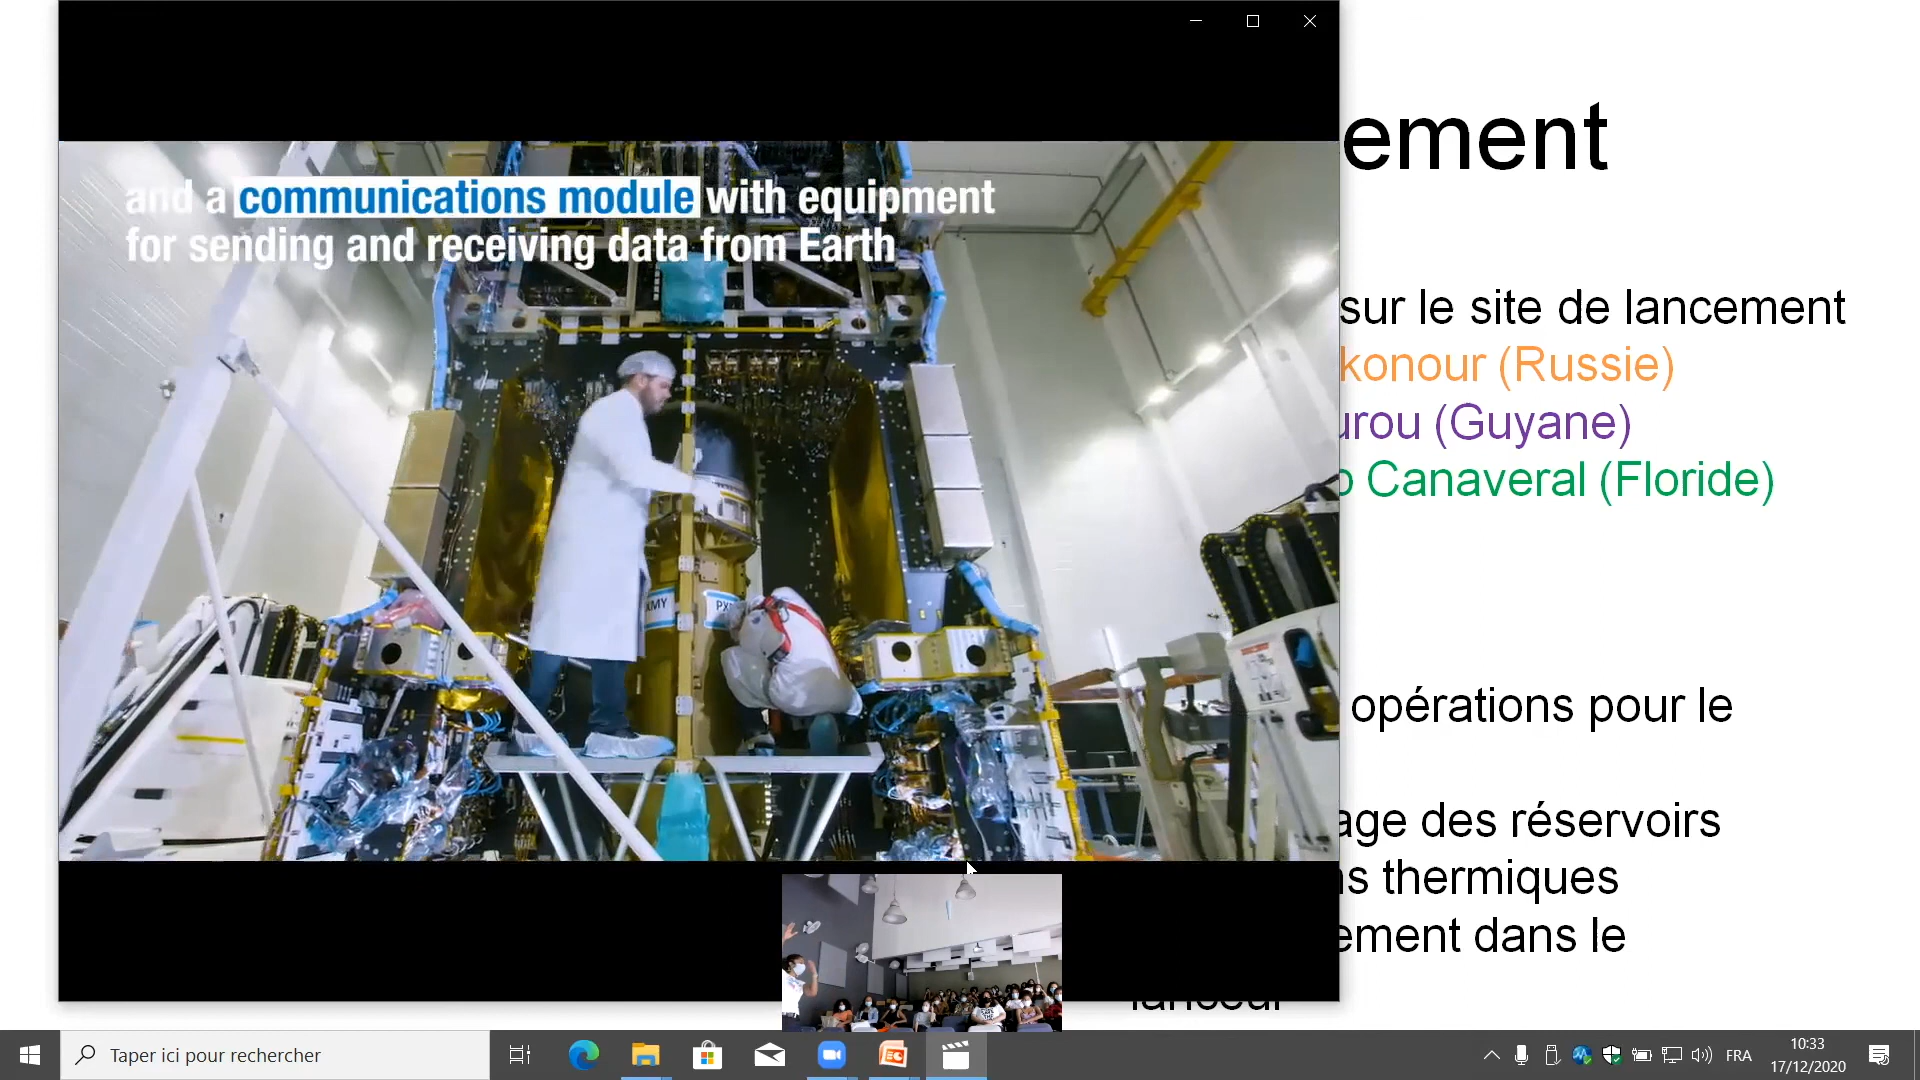 and a communications module with equipment
for sending and receiving data from Earth
XMY
ement
sur le site de lancement
konour (Russie)
urou (Guyane)
Canaveral (Floride)
opérations pour le
age des réservoirs
thermiques
ement dans le
lanceur
Taper ici pour rechercher
FRA
10:33
17/12/2020